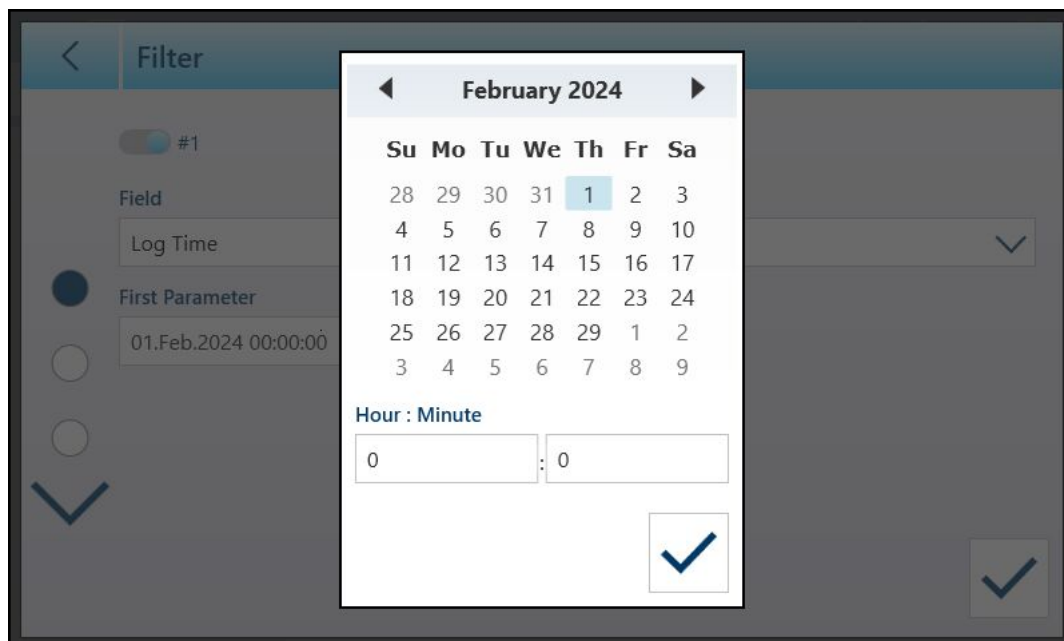 Filter
#1
Field
Log Time
First Parameter
01.Feb.2024 00:00:00
February 2024
Su Mo Tu We Th Fr Sa
28 29 30 31 1 2 3
4 5 6 7 8 9 10
11 12 13 14 15 16 17
18 19 20 21 22 23 24
25 26 27 28 29 1 2
3 4 5 6 7 8 9
Hour : Minute
0 : 0